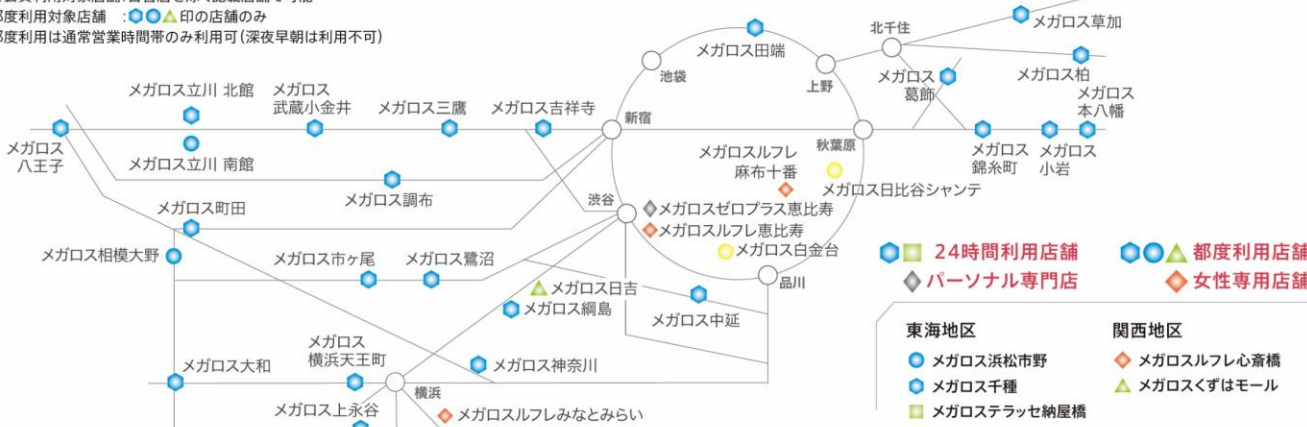 都度利用対象店舗 :印の店舗のみ
都度利用は通常営業時間帯のみ利用可(深夜早朝は利用不可)
メガロス草加
北千住
メガロス田端
メガロス柏
池袋
上野
メガロス
葛飾
メガロス
本八幡
メガロス立川 北館
メガロス
武蔵小金井
メガロス三鷹
メガロス吉祥寺
新宿
秋葉原
メガロス
八王子
メガロス立川 南館
メガロス
錦糸町
メガロス
小岩
メガロスルフレ
麻布十番
メガロス日比谷シャンテ
メガロス調布
渋谷
メガロスゼロプラス恵比寿
メガロスルフレ恵比寿
メガロス町田
メガロス相模大野
メガロス白金台
メガロス市ヶ尾
メガロス鷺沼
品川
メガロス日吉
メガロス綱島
メガロス中延
24時間利用店舗
都度利用店舗
パーソナル専門店
女性専用店舗
メガロス
横浜天王町
メガロス大和
メガロス神奈川
横浜
メガロス上永谷
メガロスルフレみなとみらい
東海地区
メガロス浜松市野
メガロス千種
メガロステラッセ納屋橋
関西地区
メガロスルフレ心斎橋
メガロスくずはモール